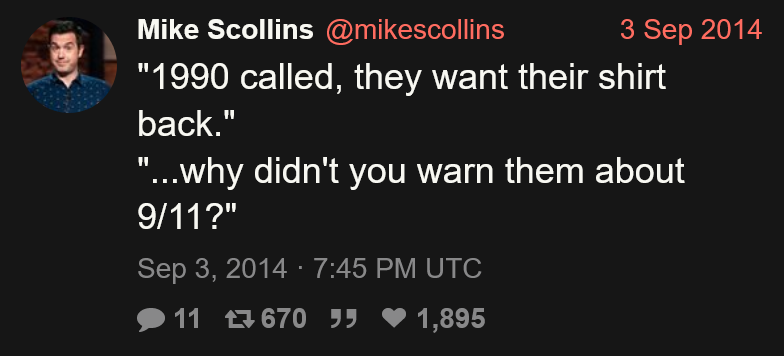 Mike Scollins @mikescollins 3 Sep 2014
"1990 called, they want their shirt
back."
"...why didn't you warn them about
9/11?"
Sep 3, 2014 · 7:45 PM UTC
11 670 1,895